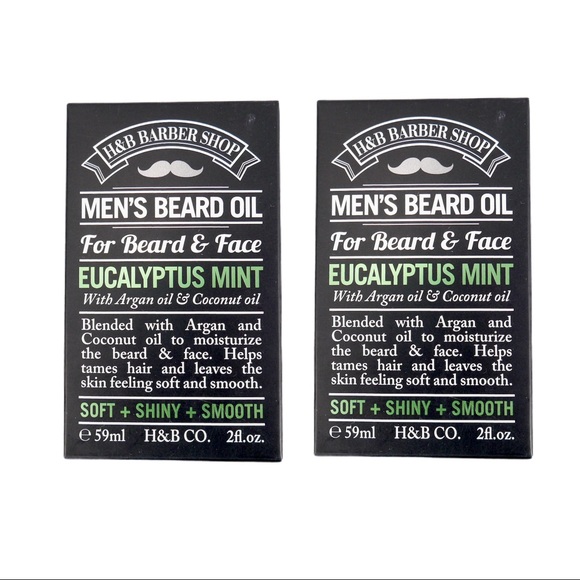 H&B BARBER SHOP
MEN'S BEARD OIL
For Beard & Face
EUCALYPTUS MINT
With Argan oil & Coconut oil
Blended with Argan and
Coconut oil to moisturize
the beard & face. Helps
tames hair and leaves the
skin feeling soft and smooth.
SOFT + SHINY + SMOOTH
℮ 59ml H&B CO. 2fl.oz.
H&B BARBER SHOP
MEN'S BEARD OIL
For Beard & Face
EUCALYPTUS MINT
With Argan oil & Coconut oil
Blended with Argan and
Coconut oil to moisturize
the beard & face. Helps
tames hair and leaves the
skin feeling soft and smooth.
SOFT + SHINY + SMOOTH
℮ 59ml H&B CO. 2fl.oz.